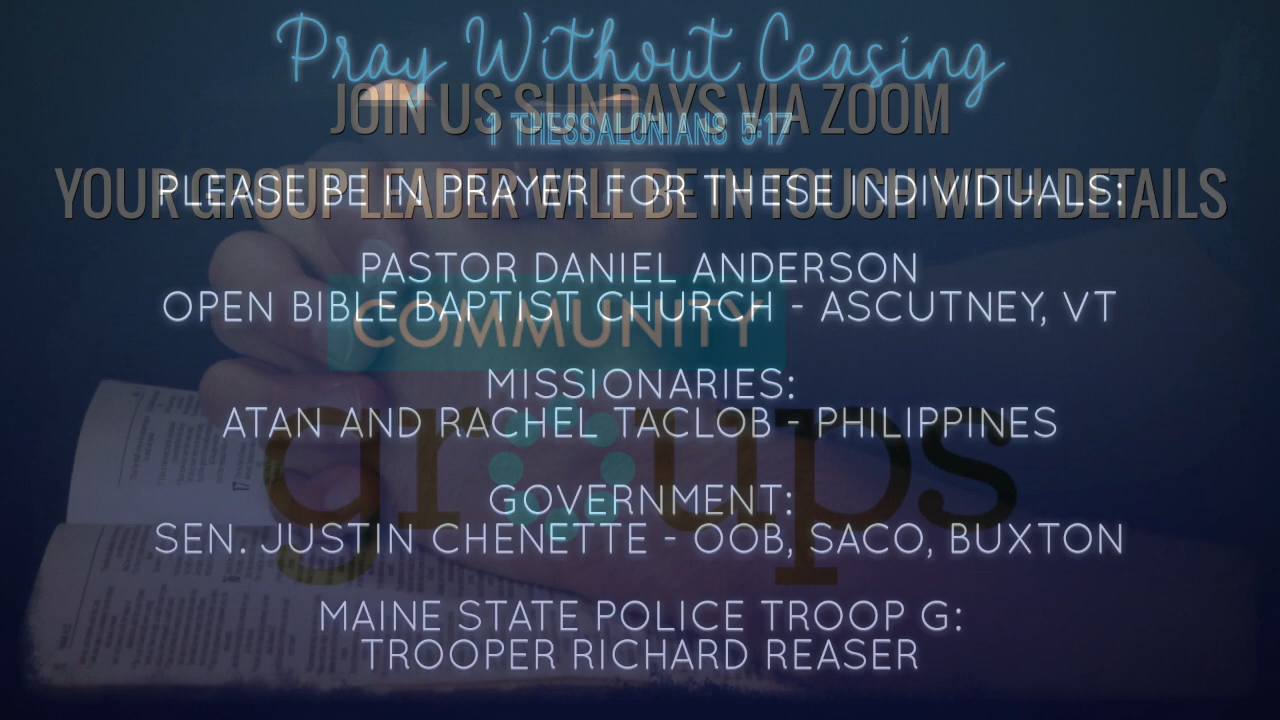 Pray Without Ceasing
JOIN US SUNDAYS VIA ZOOM
1 THESSALONIANS 5:17
YOUR GROUP LEADER WILL BE IN TOUCH WITH DETAILS
PLEASE BE IN PRAYER FOR THESE INDIVIDUALS:
PASTOR DANIEL ANDERSON
OPEN BIBLE BAPTIST CHURCH - ASCUTNEY, VT
COMMUNITY
MISSIONARIES:
ATAN AND RACHEL TACLOB - PHILIPPINES
groups
GOVERNMENT:
SEN. JUSTIN CHENETTE - OOB, SACO, BUXTON
MAINE STATE POLICE TROOP G:
TROOPER RICHARD REASER